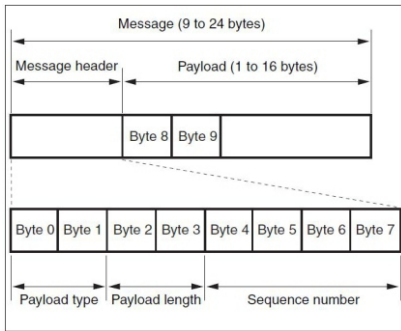 Message (9 to 24 bytes)
Message header
Payload (1 to 16 bytes)
Byte 8
Byte 9
Byte 0
Byte 1
Byte 2
Byte 3
Byte 4
Byte 5
Byte 6
Byte 7
Payload type
Payload length
Sequence number